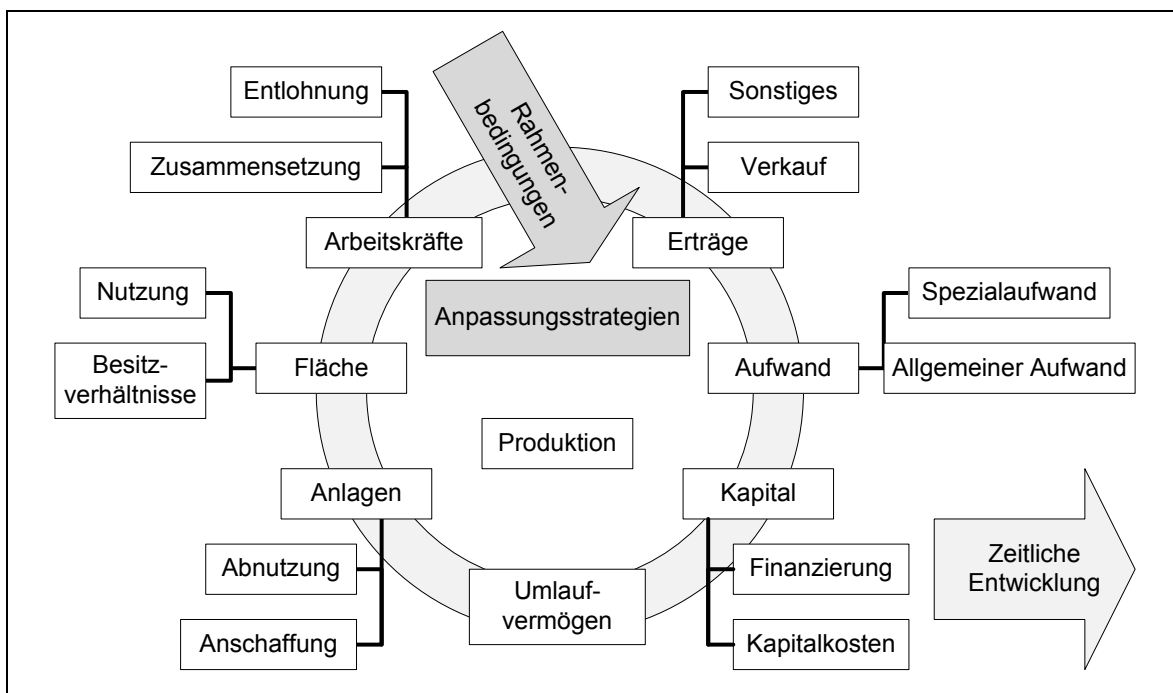 Entlohnung
Zusammensetzung
Arbeitskräfte
Rahmen-
bedingungen
Sonstiges
Verkauf
Erträge
Nutzung
Besitz-
verhältnisse
Fläche
Anpassungsstrategien
Spezialaufwand
Aufwand
Allgemeiner Aufwand
Produktion
Anlagen
Abnutzung
Anschaffung
Umlauf-
vermögen
Kapital
Finanzierung
Kapitalkosten
Zeitliche
Entwicklung